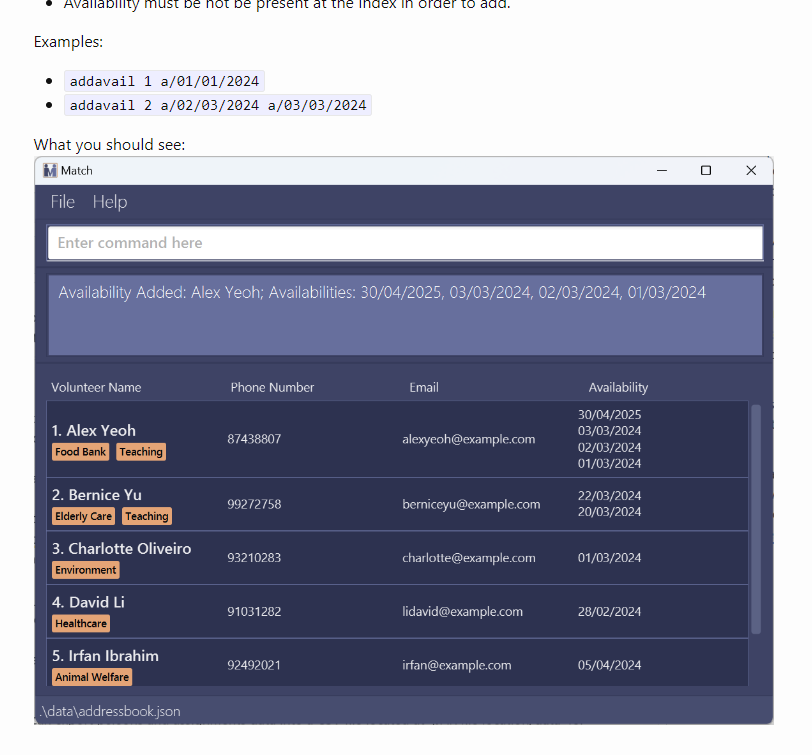 Availability must be not be present at the index in order to add.
Examples:
addavail 1 a/01/01/2024
addavail 2 a/02/03/2024 a/03/03/2024
What you should see:
Match
File Help
Enter command here
Availability Added: Alex Yeoh; Availabilities: 30/04/2025, 03/03/2024, 02/03/2024, 01/03/2024
Volunteer Name Phone Number Email Availability
1. Alex Yeoh
Food Bank Teaching
87438807
alexyeoh@example.com
30/04/2025
03/03/2024
02/03/2024
01/03/2024
2. Bernice Yu
Elderly Care Teaching
99272758
berniceyu@example.com
22/03/2024
20/03/2024
3. Charlotte Oliveiro
Environment
93210283
charlotte@example.com
01/03/2024
4. David Li
Healthcare
91031282
lidavid@example.com
28/02/2024
5. Irfan Ibrahim
Animal Welfare
92492021
irfan@example.com
05/04/2024
.\data\addressbook.json